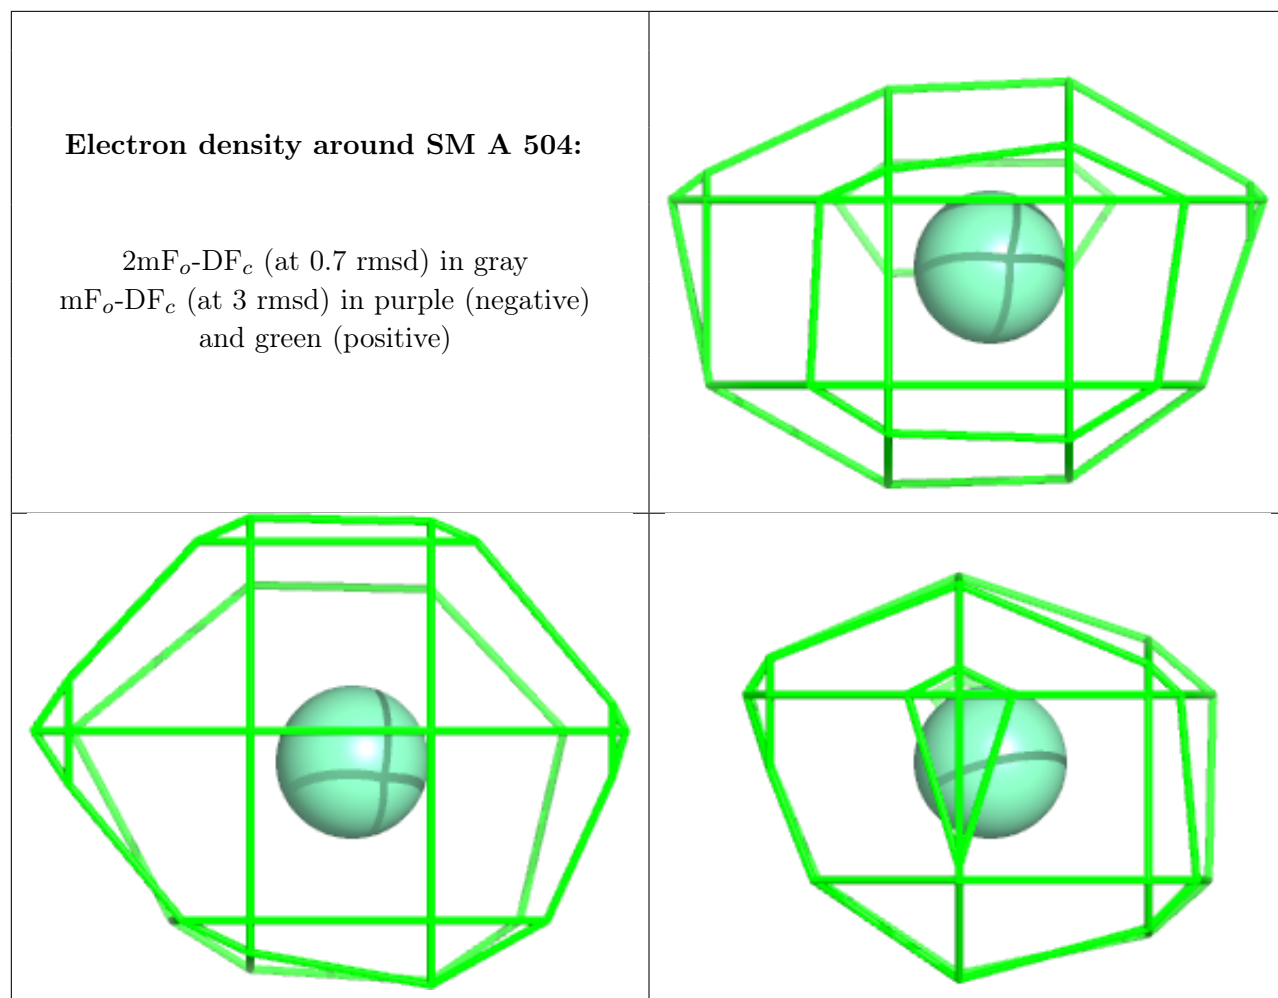 Electron density around SM A 504:
2mFo-DFc (at 0.7 rmsd) in gray
mFo-DFc (at 3 rmsd) in purple (negative)
and green (positive)